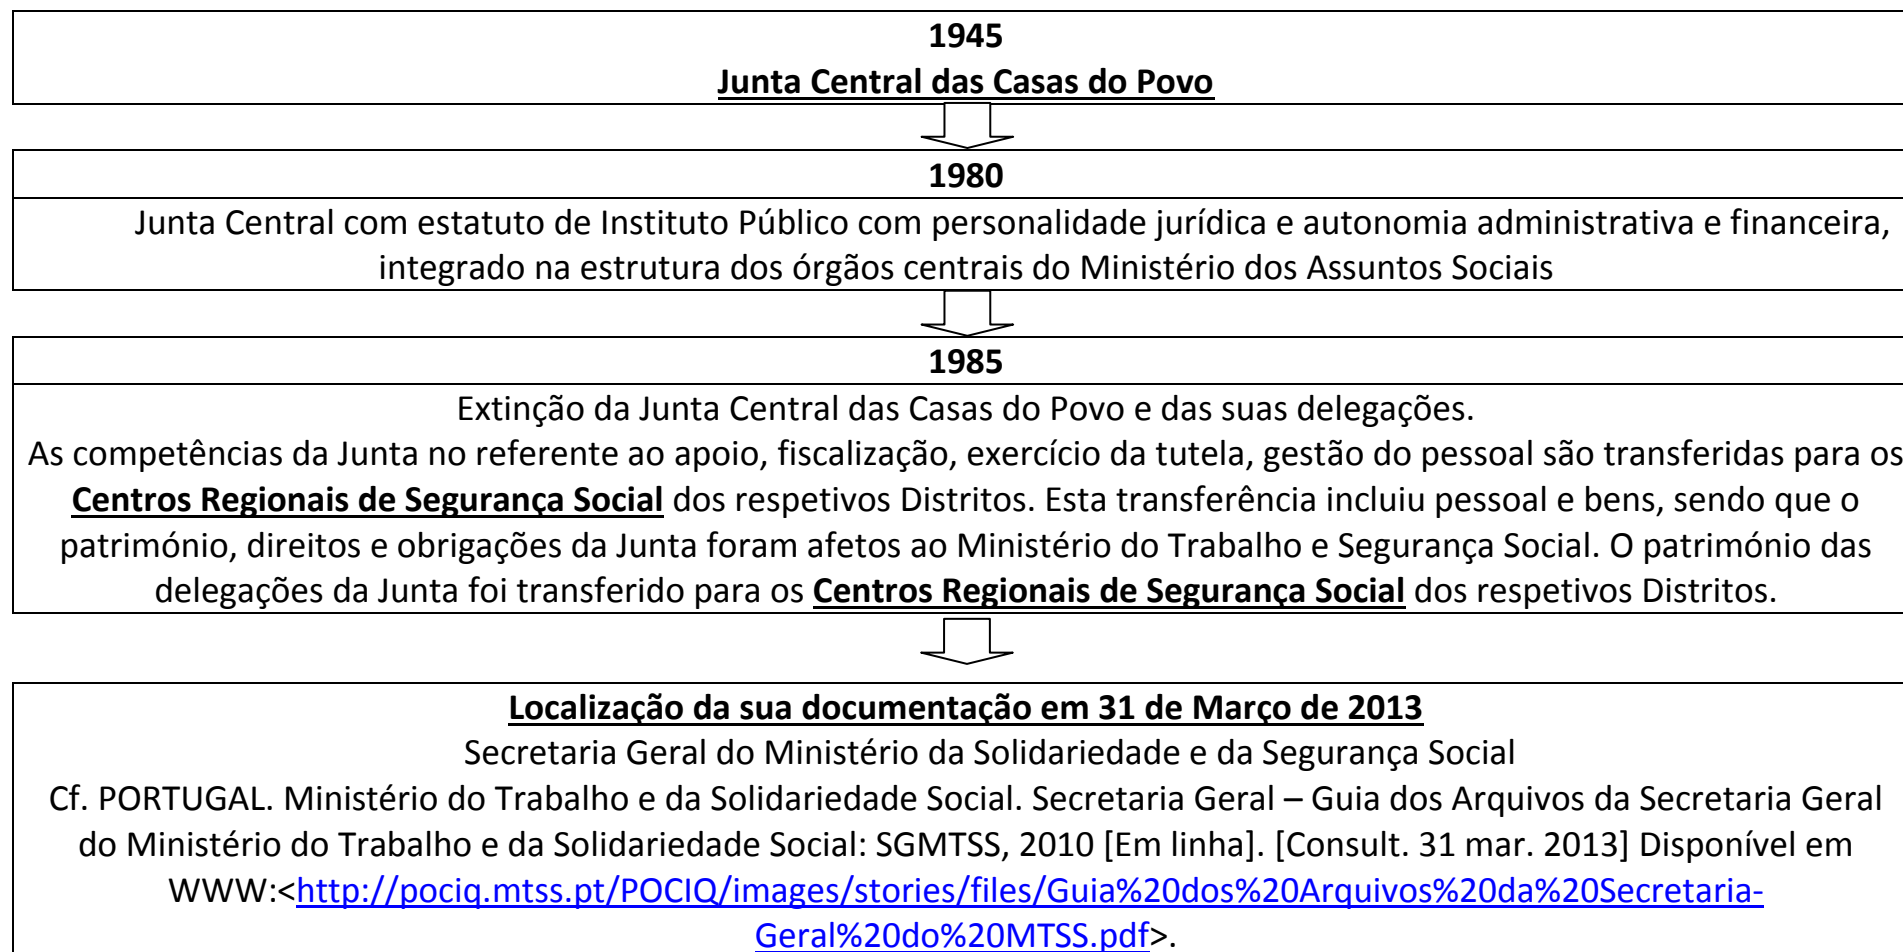 1945
Junta Central das Casas do Povo
1980
Junta Central com estatuto de Instituto Público com personalidade jurídica e autonomia administrativa e financeira,
integrado na estrutura dos órgãos centrais do Ministério dos Assuntos Sociais
1985
Extinção da Junta Central das Casas do Povo e das suas delegações.
As competências da Junta no referente ao apoio, fiscalização, exercício da tutela, gestão do pessoal são transferidas para os
Centros Regionais de Segurança Social dos respetivos Distritos. Esta transferência incluiu pessoal e bens, sendo que o
património, direitos e obrigações da Junta foram afetos ao Ministério do Trabalho e Segurança Social. O património das
delegações da Junta foi transferido para os Centros Regionais de Segurança Social dos respetivos Distritos.
Localização da sua documentação em 31 de Março de 2013
Secretaria Geral do Ministério da Solidariedade e da Segurança Social
Cf. PORTUGAL. Ministério do Trabalho e da Solidariedade Social. Secretaria Geral – Guia dos Arquivos da Secretaria Geral
do Ministério do Trabalho e da Solidariedade Social: SGMTSS, 2010 [Em linha]. [Consult. 31 mar. 2013] Disponível em
WWW:<http://pociq.mtss.pt/POCIQ/images/stories/files/Guia%20dos%20Arquivos%20da%20Secretaria-
Geral%20do%20MTSS.pdf>.